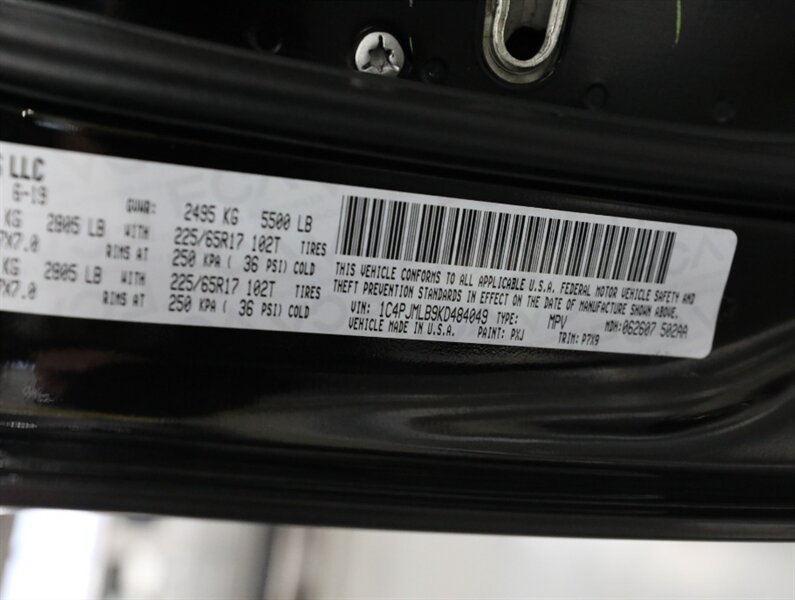 LLC
6-19
GVWR: 2495 KG 5500 LB
KG 2805 LB WITH 225/65R17 102T TIRES
7X7.0 RIMS AT 250 KPA ( 36 PSI) COLD
KG 2805 LB WITH 225/65R17 102T TIRES
7X7.0 RIMS AT 250 KPA ( 36 PSI) COLD
THIS VEHICLE CONFORMS TO ALL APPLICABLE U.S.A. FEDERAL MOTOR VEHICLE SAFETY AND
THEFT PREVENTION STANDARDS IN EFFECT ON THE DATE OF MANUFACTURE SHOWN ABOVE.
VIN: 1C4PJMLB9KD484049 TYPE: MPV MDH:062607 502AA
VEHICLE MADE IN U.S.A. PAINT: PXJ TRIM: P7X9